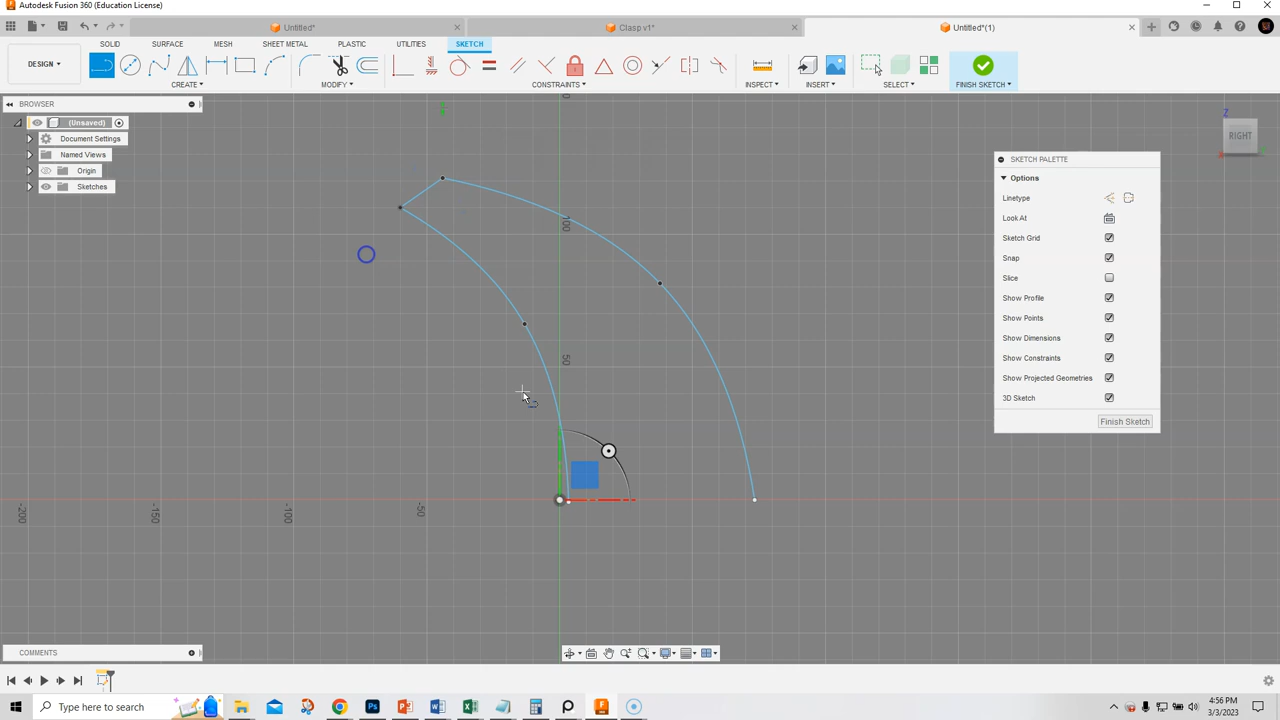 Autodesk Fusion 360 (Education License)
Untitled*
Clasp v1*
Untitled*(1)
SOLID SURFACE MESH SHEET METAL PLASTIC UTILITIES SKETCH
DESIGN
CREATE MODIFY CONSTRAINTS INSPECT INSERT SELECT FINISH SKETCH
BROWSER
(Unsaved)
Document Settings
Named Views
Origin
Sketches
RIGHT
Z
SKETCH PALETTE
Options
Linetype
Look At
Sketch Grid
Snap
Slice
Show Profile
Show Points
Show Dimensions
Show Constraints
Show Projected Geometries
3D Sketch
Finish Sketch
100
50
-200 -150 -100 -50
COMMENTS
Type here to search
4:56 PM
3/3/2023